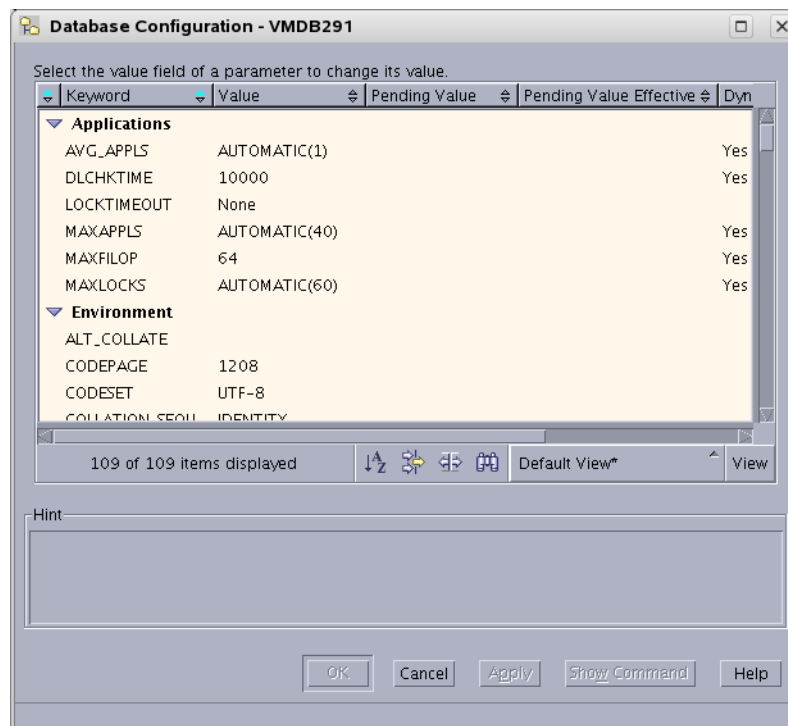 Database Configuration - VMDB291
Select the value field of a parameter to change its value.
Keyword Value Pending Value Pending Value Effective Dyn
Applications
AVG_APPLS AUTOMATIC(1) Yes
DLCHKTIME 10000 Yes
LOCKTIMEOUT None
MAXAPPLS AUTOMATIC(40) Yes
MAXFILOP 64 Yes
MAXLOCKS AUTOMATIC(60) Yes
Environment
ALT_COLLATE
CODEPAGE 1208
CODESET UTF-8
COLLATION_SEQU IDENTITY
109 of 109 items displayed Default View* View
Hint
OK Cancel Apply Show Command Help